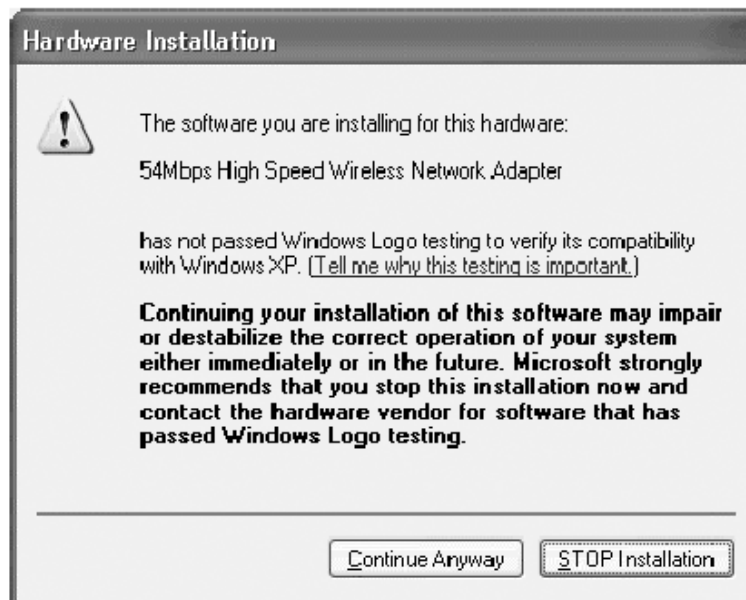 Hardware Installation
The software you are installing for this hardware:
54Mbps High Speed Wireless Network Adapter
has not passed Windows Logo testing to verify its compatibility
with Windows XP. (Tell me why this testing is important.)
Continuing your installation of this software may impair
or destabilize the correct operation of your system
either immediately or in the future. Microsoft strongly
recommends that you stop this installation now and
contact the hardware vendor for software that has
passed Windows Logo testing.
Continue Anyway
STOP Installation